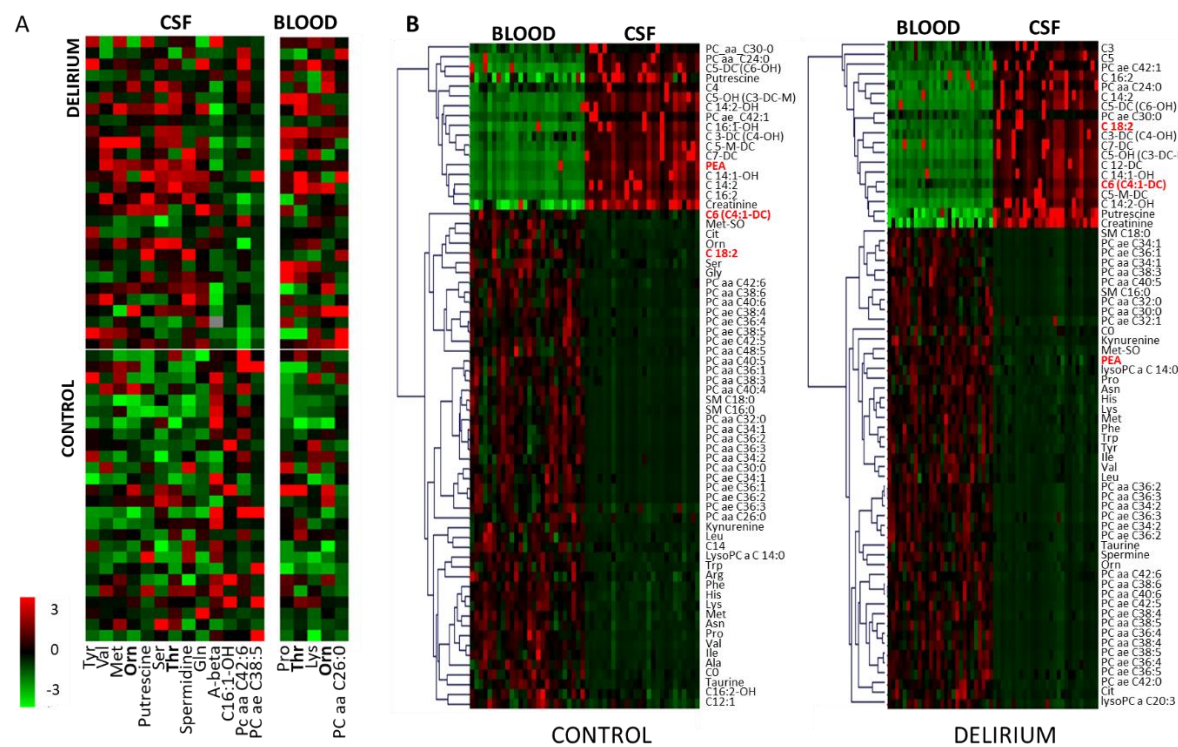 A
CSF
BLOOD
DELIRIUM
CONTROL
3
0
-3
Tyr
Val
Met
Orn
Putrescine
Ser
Thr
Spermidine
Gln
A-beta
C16:1-OH
Pc aa C42:6
PC ae C38:5
Pro
Thr
Lys
Orn
PC aa C26:0
B
BLOOD
CSF
PC_aa_C30-0
PC aa C24:0
C5-DC (C6-OH)
Putrescine
C4
C5-OH (C3-DC-M)
C 14:2-OH
PC ae_C42:1
C 16:1-OH
C 3-DC (C4-OH)
C 5-M-DC
C7-DC
PEA
C 14:1-OH
C 14:2
C 16:2
Creatinine
C6 (C4:1-DC)
Met-SO
Cit
Orn
C 18:2
Ser
Gly
PC aa C42:6
PC aa C38:6
PC aa C40:6
PC ae C38:4
PC ae C36:4
PC ae C38:5
PC ae C42:5
PC aa C48:5
PC aa C40:5
PC aa C36:1
PC aa C38:3
PC aa C40:4
SM C18:0
SM C16:0
PC aa C32:0
PC aa C34:1
PC aa C36:2
PC aa C36:3
PC aa C34:2
PC aa C30:0
PC ae C34:1
PC ae C36:1
PC ae C36:2
PC ae C36:3
PC aa C26:0
Kynurenine
Leu
C14
LysoPC a C 14:0
Trp
Arg
Phe
His
Lys
Met
Asn
Pro
Val
Ile
Ala
C0
Taurine
C16:2-OH
C12:1
CONTROL
BLOOD
CSF
C3
C5
PC ae C42:1
C 16:2
PC aa C24:0
C 14:2
C5-DC (C6-OH)
PC ae C30:0
C 18:2
C3-DC (C4-OH)
C7-DC
C5-OH (C3-DC-
C 12-DC
C 14:1-OH
C6 (C4:1-DC)
C5-M-DC
C 14:2-OH
Putrescine
Creatinine
SM C18:0
PC ae C34:1
PC ae C36:1
PC aa C34:1
PC aa C38:3
PC aa C40:5
SM C16:0
PC aa C32:0
PC aa C30:0
PC ae C32:1
C0
Kynurenine
Met-SO
PEA
lysoPC a C 14:0
Pro
Asn
His
Lys
Met
Phe
Trp
Tyr
Ile
Val
Leu
PC aa C36:2
PC aa C36:3
PC aa C34:2
PC ae C36:3
PC ae C34:2
PC ae C36:2
Taurine
Spermine
Orn
PC aa C42:6
PC aa C38:6
PC aa C40:6
PC ae C42:5
PC ae C38:4
PC aa C38:5
PC aa C36:4
PC aa C38:4
PC ae C38:5
PC ae C36:4
PC aa C36:5
PC ae C42:0
Cit
lysoPC a C20:3
DELIRIUM